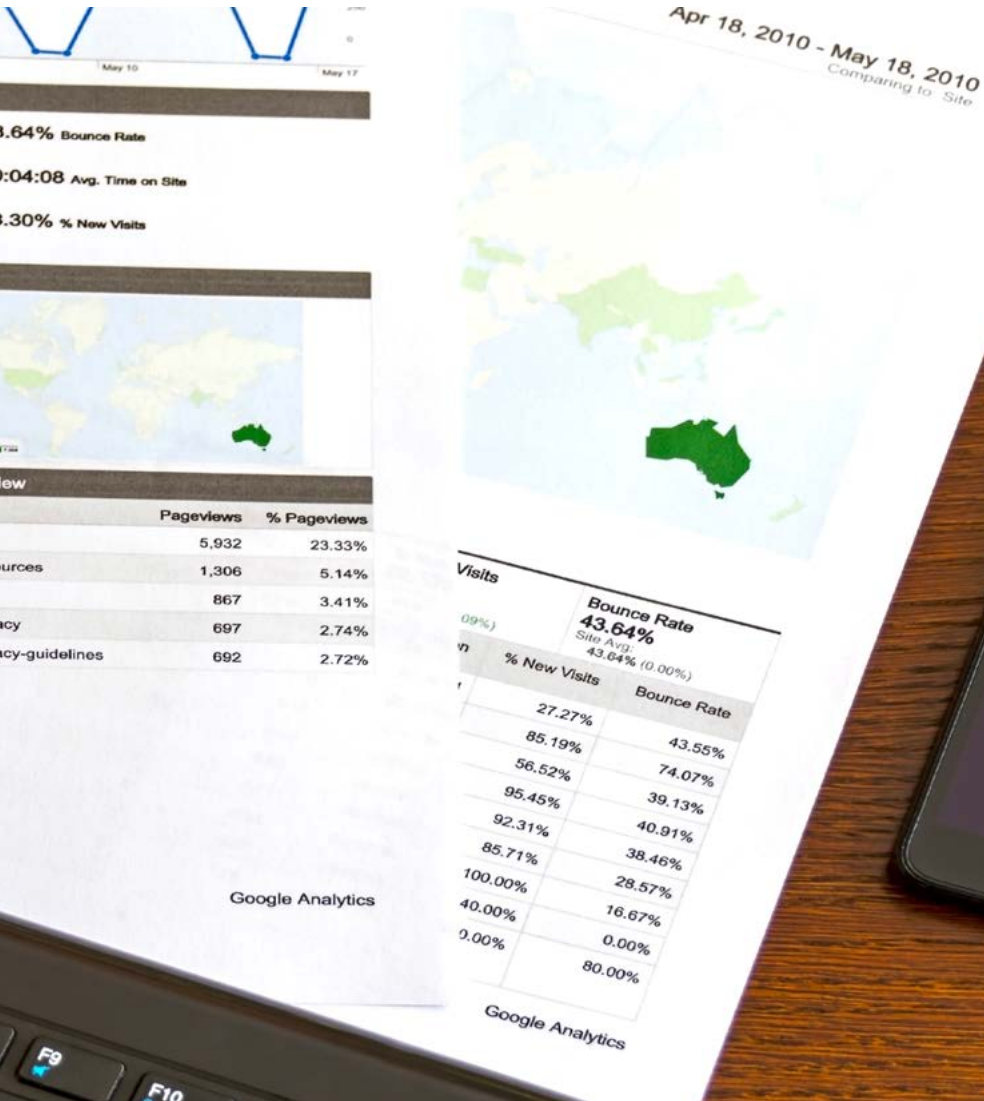 0
May 10
May 17
.64% Bounce Rate
:04:08 Avg. Time on Site
.30% % New Visits
iew
Pageviews % Pageviews
5,932 23.33%
urces 1,306 5.14%
867 3.41%
acy 697 2.74%
acy-guidelines 692 2.72%
Google Analytics
Apr 18, 2010 - May 18, 2010
Comparing to: Site
Visits
09%)
Bounce Rate
43.64%
Site Avg:
43.64% (0.00%)
% New Visits Bounce Rate
27.27% 43.55%
85.19% 74.07%
56.52% 39.13%
95.45% 40.91%
92.31% 38.46%
85.71% 28.57%
100.00% 16.67%
40.00% 0.00%
0.00% 80.00%
Google Analytics
F9
F10